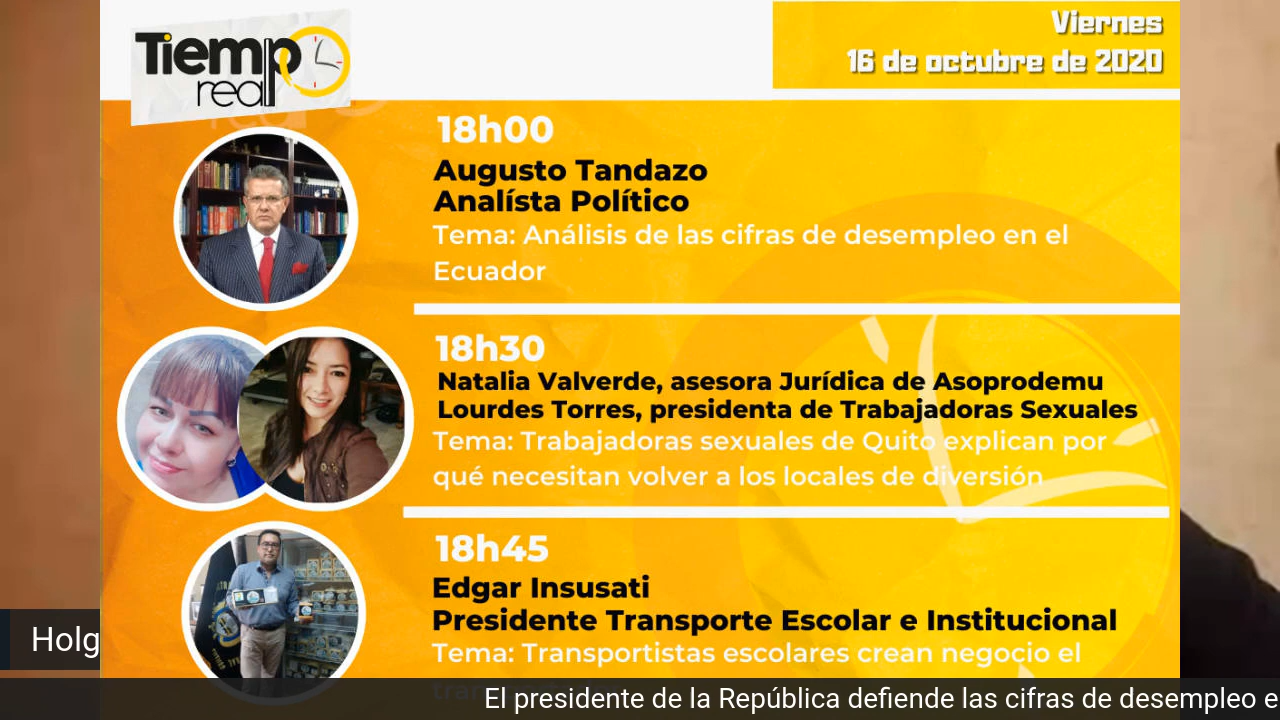 Tiempo
real
Viernes
16 de octubre de 2020
18h00
Augusto Tandazo
Analísta Político
Tema: Análisis de las cifras de desempleo en el
Ecuador
18h30
Natalia Valverde, asesora Jurídica de Asoprodemu
Lourdes Torres, presidenta de Trabajadoras Sexuales
Tema: Trabajadoras sexuales de Quito explican por
qué necesitan volver a los locales de diversión
18h45
Edgar Insusati
Presidente Transporte Escolar e Institucional
Tema: Transportistas escolares crean negocio el
Holg
El presidente de la República defiende las cifras de desempleo e